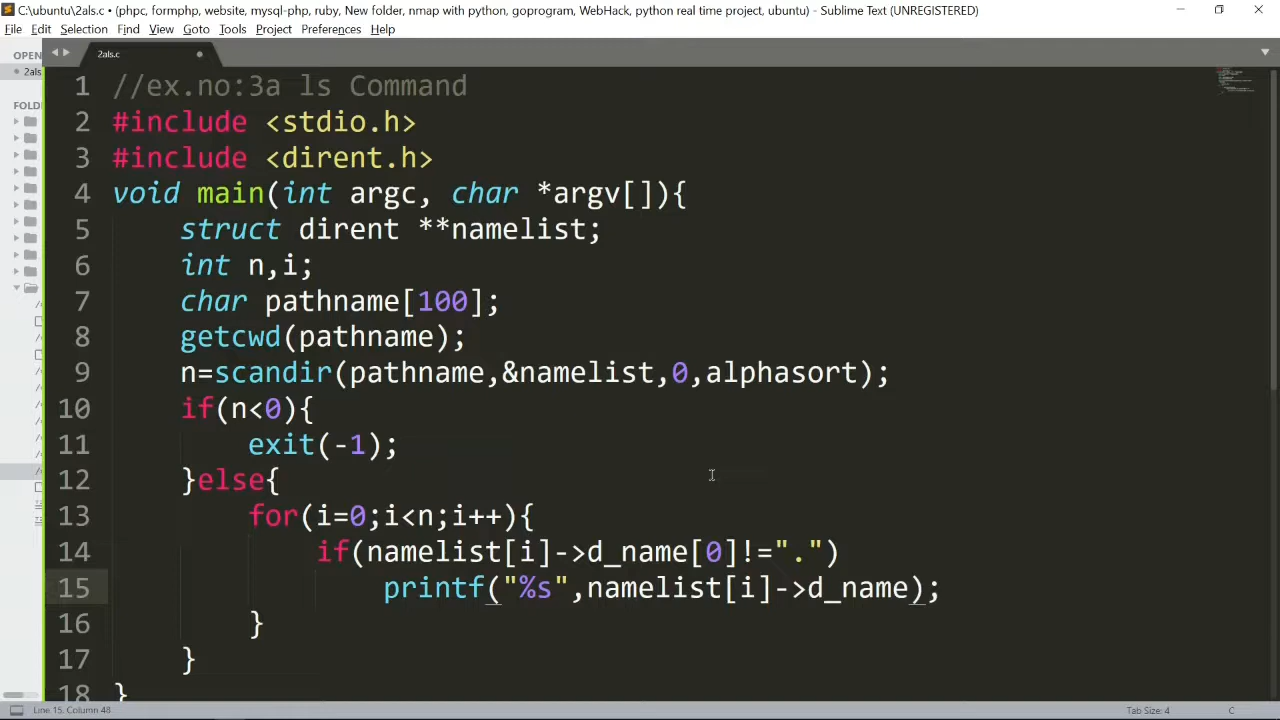 C:\ubuntu\2als.c • (phpc, formphp, website, mysql-php, ruby, New folder, nmap with python, goprogram, WebHack, python real time project, ubuntu) - Sublime Text (UNREGISTERED)
File Edit Selection Find View Goto Tools Project Preferences Help
OPEN
2als.c
2als
FOLD
1 //ex.no:3a ls Command
2 #include <stdio.h>
3 #include <dirent.h>
4 void main(int argc, char *argv[]){
5 struct dirent **namelist;
6 int n,i;
7 char pathname[100];
8 getcwd(pathname);
9 n=scandir(pathname,&namelist,0,alphasort);
10 if(n<0){
11 exit(-1);
12 }else{
13 for(i=0;i<n;i++){
14 if(namelist[i]->d_name[0]!=".")
15 printf("%s",namelist[i]->d_name);
16 }
17 }
18 }
Line 15, Column 48
Tab Size: 4
C